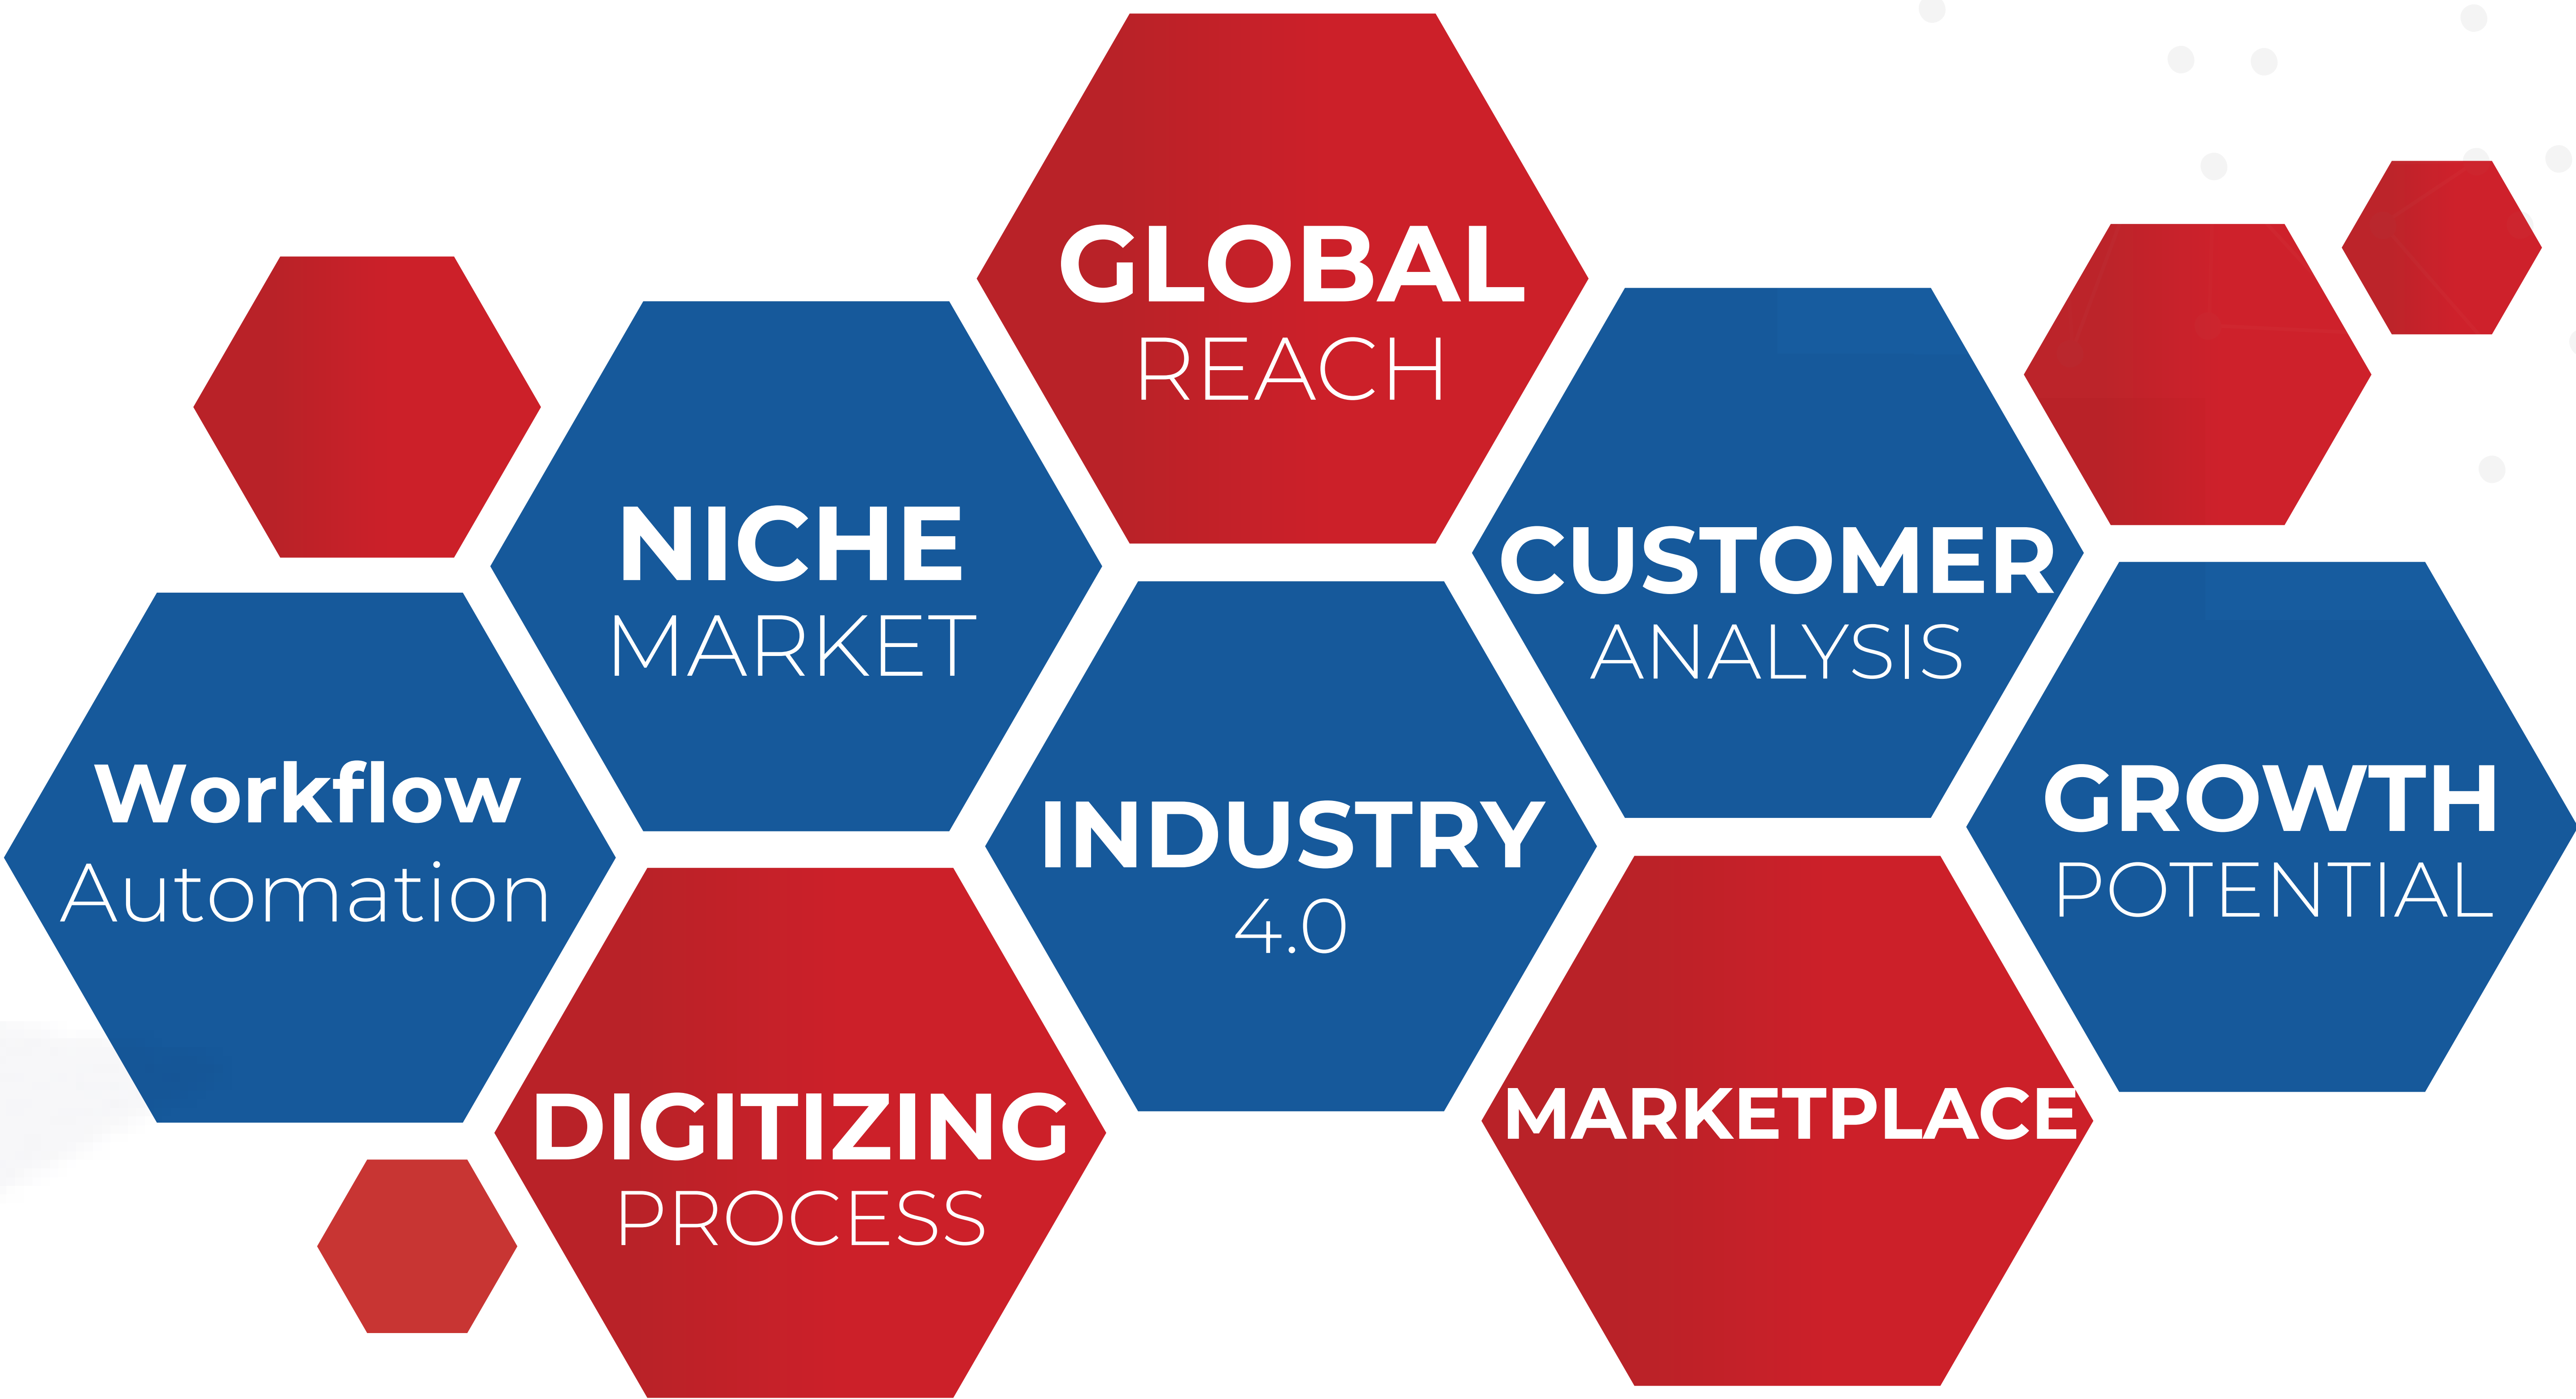 GLOBAL
REACH
NICHE
MARKET
CUSTOMER
ANALYSIS
Workflow
Automation
INDUSTRY
4.0
GROWTH
POTENTIAL
DIGITIZING
PROCESS
MARKETPLACE